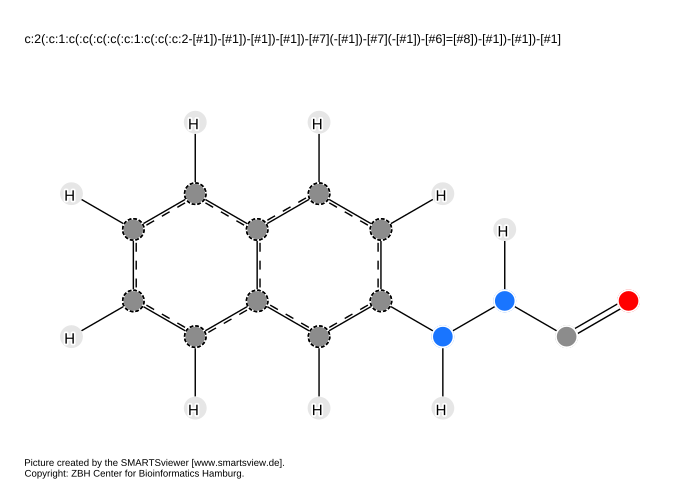 c:2(:c:1:c(:c(:c(:c(:c:1:c(:c(:c:2-[#1])-[#1])-[#1])-[#1])-[#7](-[#1])-[#7](-[#1])-[#6]=[#8])-[#1])-[#1])-[#1]
H H
H H
H
H
H H H
Picture created by the SMARTSviewer [www.smartsview.de].
Copyright: ZBH Center for Bioinformatics Hamburg.